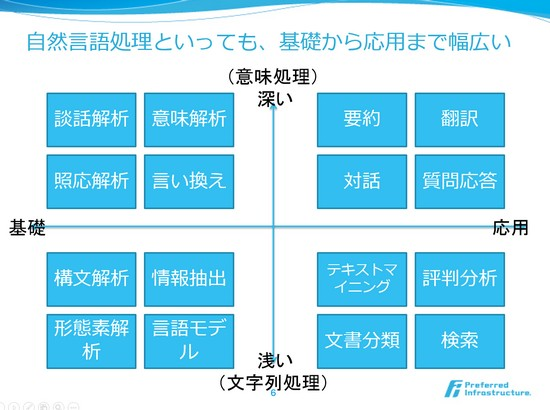 自然言語処理といっても、基礎から応用まで幅広い
（意味処理）
深い
談話解析
意味解析
要約
翻訳
照応解析
言い換え
対話
質問応答
基礎
応用
構文解析
情報抽出
テキストマ
イニング
評判分析
形態素解
析
言語モデ
ル
文書分類
検索
浅い
（文字列処理）
6
Preferred
Infrastructure.